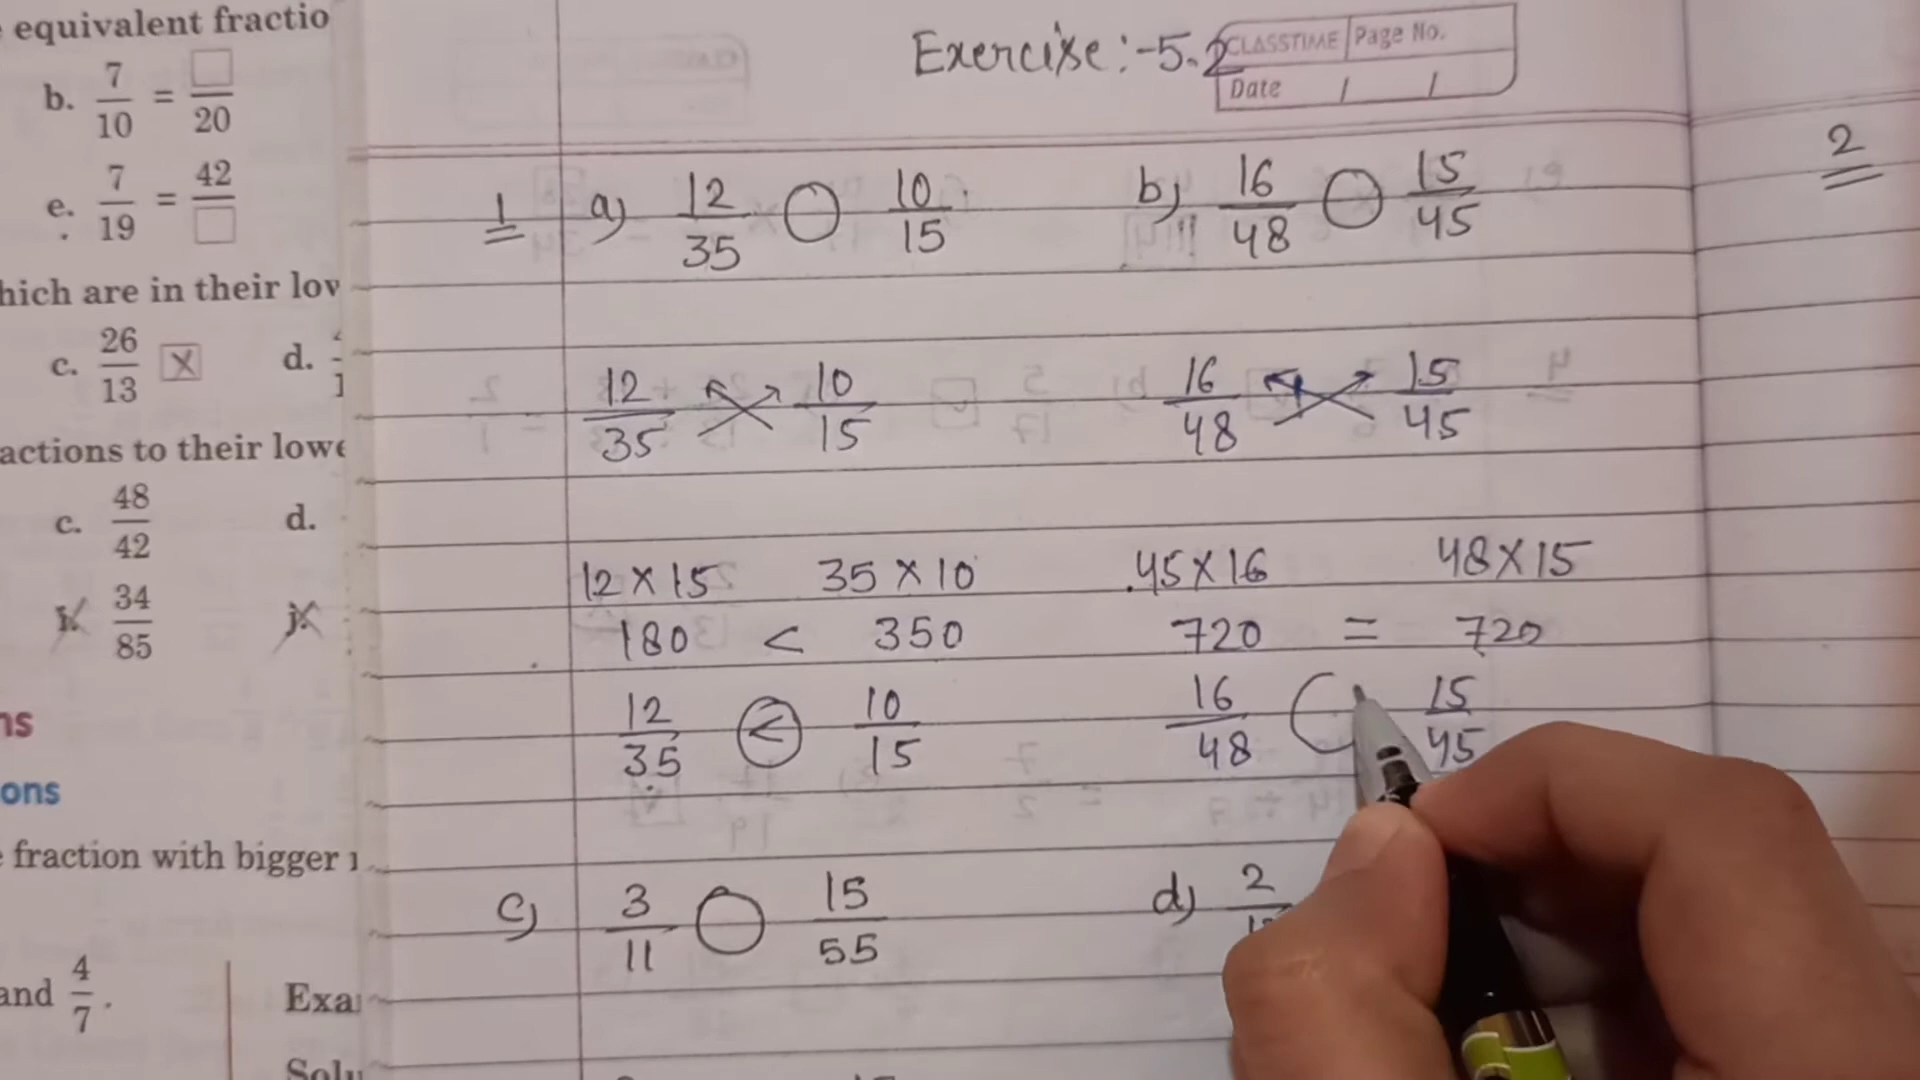 equivalent fractio
b. 7/10 = □/20
e. 7/19 = 42/□
hich are in their lov
c. 26/13 X d.
actions to their lowe
c. 48/42 d.
34/85
ns
ons
fraction with bigger
and 4/7.
Exa
Solu
Exercise:-5.2
CLASSTIME Page No.
Date / /
1 a) 12/35 ○ 10/15 b) 16/48 ○ 15/45
12/35 10/15 16/48 15/45
12 × 15 35 × 10 45 × 16 48 × 15
180 < 350 720 = 720
12/35 < 10/15 16/48 15/45
c) 3/11 ○ 15/55 d) 2
2